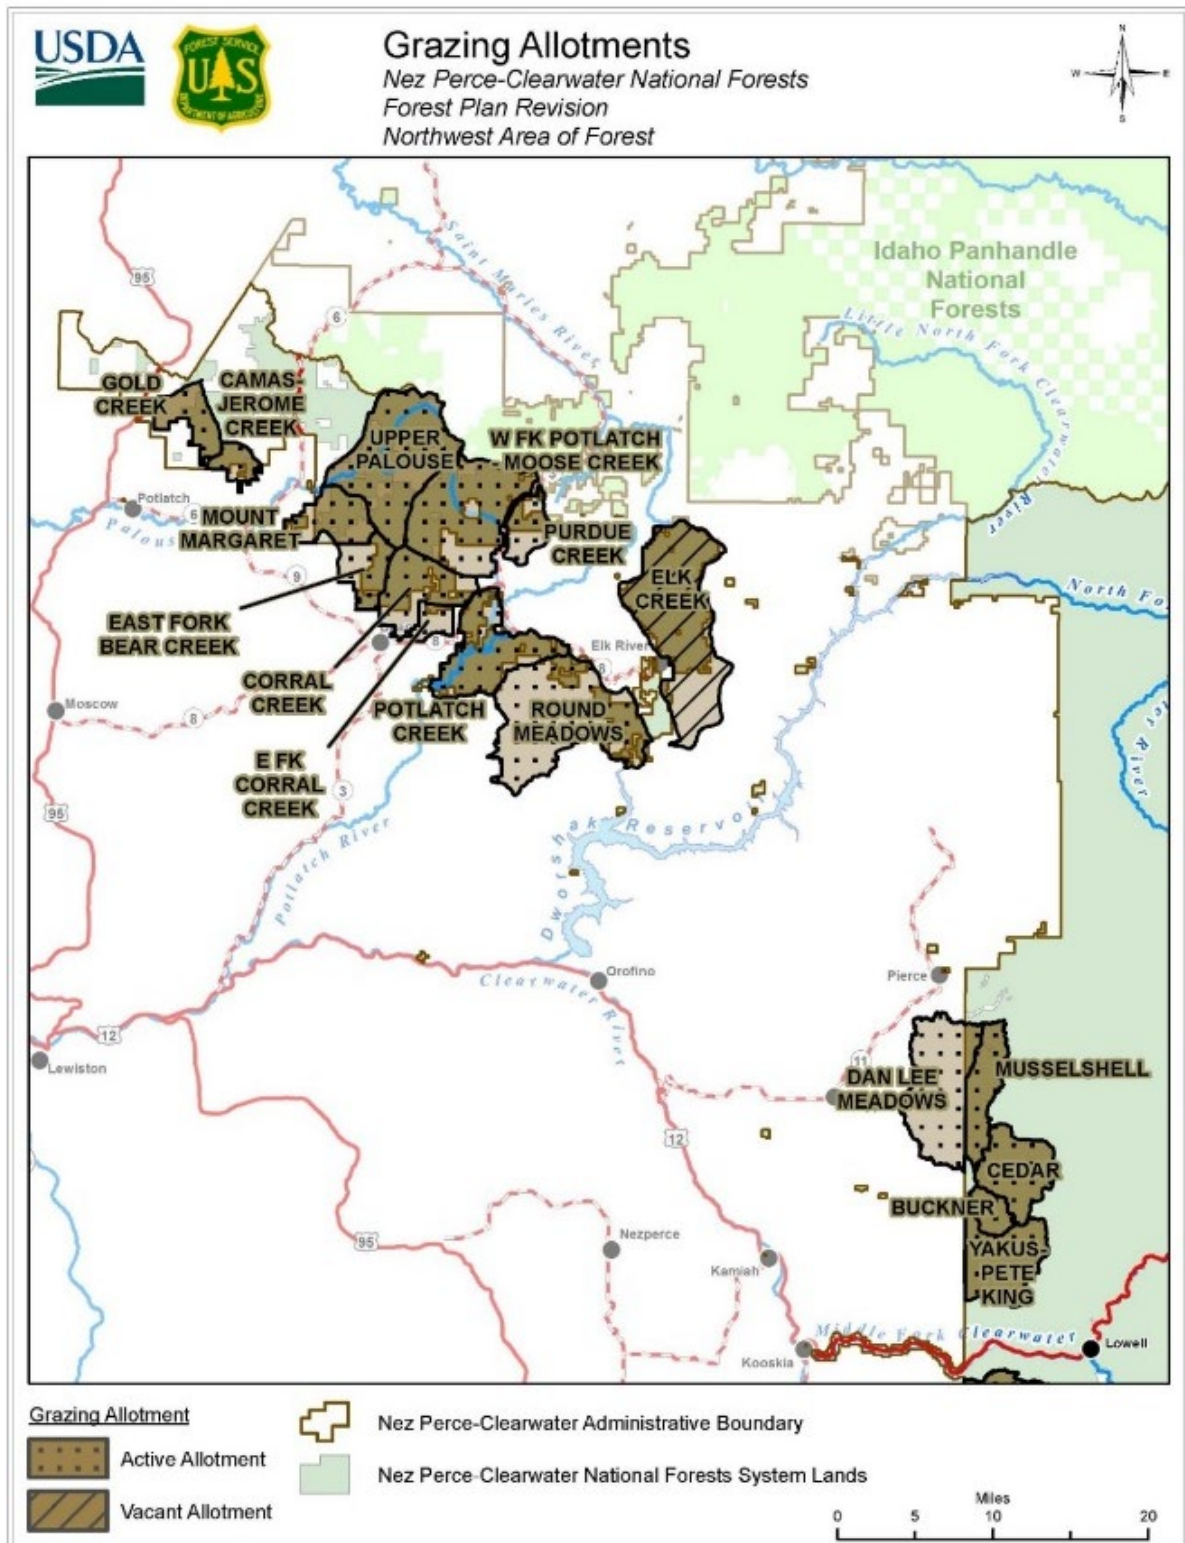 USDA
FOREST SERVICE
U S
DEPARTMENT OF AGRICULTURE
Grazing Allotments
Nez Perce-Clearwater National Forests
Forest Plan Revision
Northwest Area of Forest
N
W
E
S
Saint Maries River
Idaho Panhandle
National
Forests
Little North Fork Clearwater
River
95
6
GOLD
CREEK
CAMAS-
JEROME
CREEK
UPPER
PALOUSE
W FK POTLATCH
MOOSE CREEK
Potlatch
6
Palous
MOUNT
MARGARET
PURDUE
CREEK
9
ELK
CREEK
North Fo
EAST FORK
BEAR CREEK
8
Elk River
8
CORRAL
CREEK
Moscow
8
POTLATCH
CREEK
ROUND
MEADOWS
River
E FK
CORRAL
CREEK
3
95
Potlatch River
Dworshak Reservoir
Orofino
Pierce
Clearwater River
12
Lewiston
11
DAN LEE
MEADOWS
MUSSELSHELL
12
CEDAR
BUCKNER
95
Nezperce
YAKUS-
PETE
KING
Kamiah
Middle Fork Clearwater
Lowell
Kooskia
Grazing Allotment
Active Allotment
Vacant Allotment
Nez Perce-Clearwater Administrative Boundary
Nez Perce-Clearwater National Forests System Lands
Miles
0 5 10 20